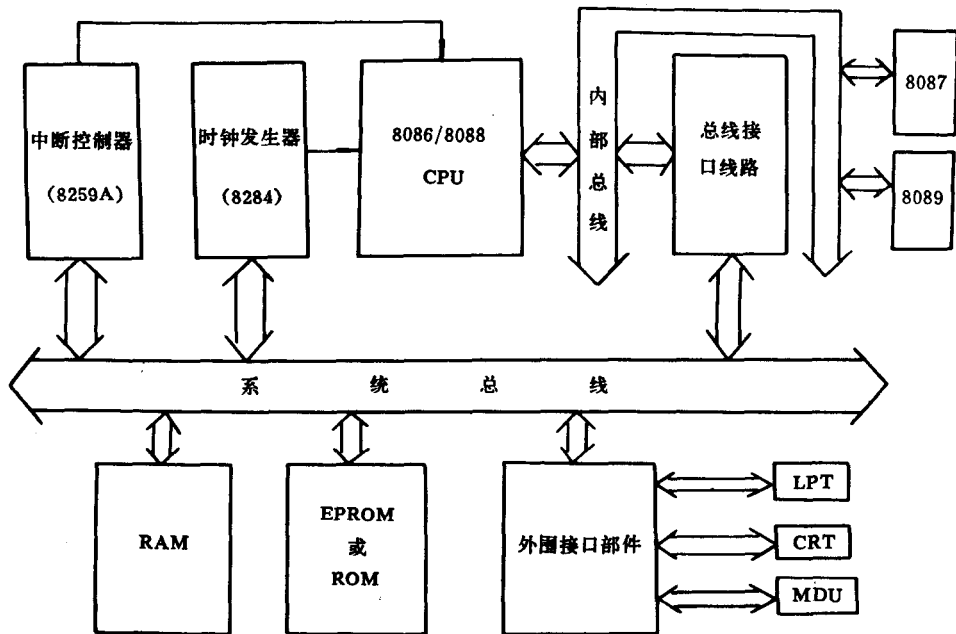 中断控制器
(8259A)
时钟发生器
(8284)
8086/8088
CPU
内部总线
总线接
口线路
8087
8089
系统总线
RAM
EPROM
或
ROM
外围接口部件
LPT
CRT
MDU